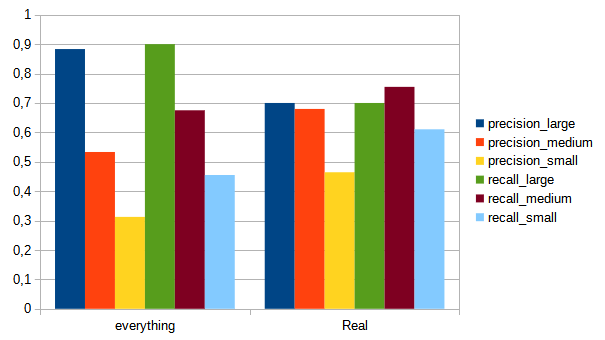 1
0,9
0,8
0,7
0,6
0,5
0,4
0,3
0,2
0,1
0
everything
Real
precision_large
precision_medium
precision_small
recall_large
recall_medium
recall_small